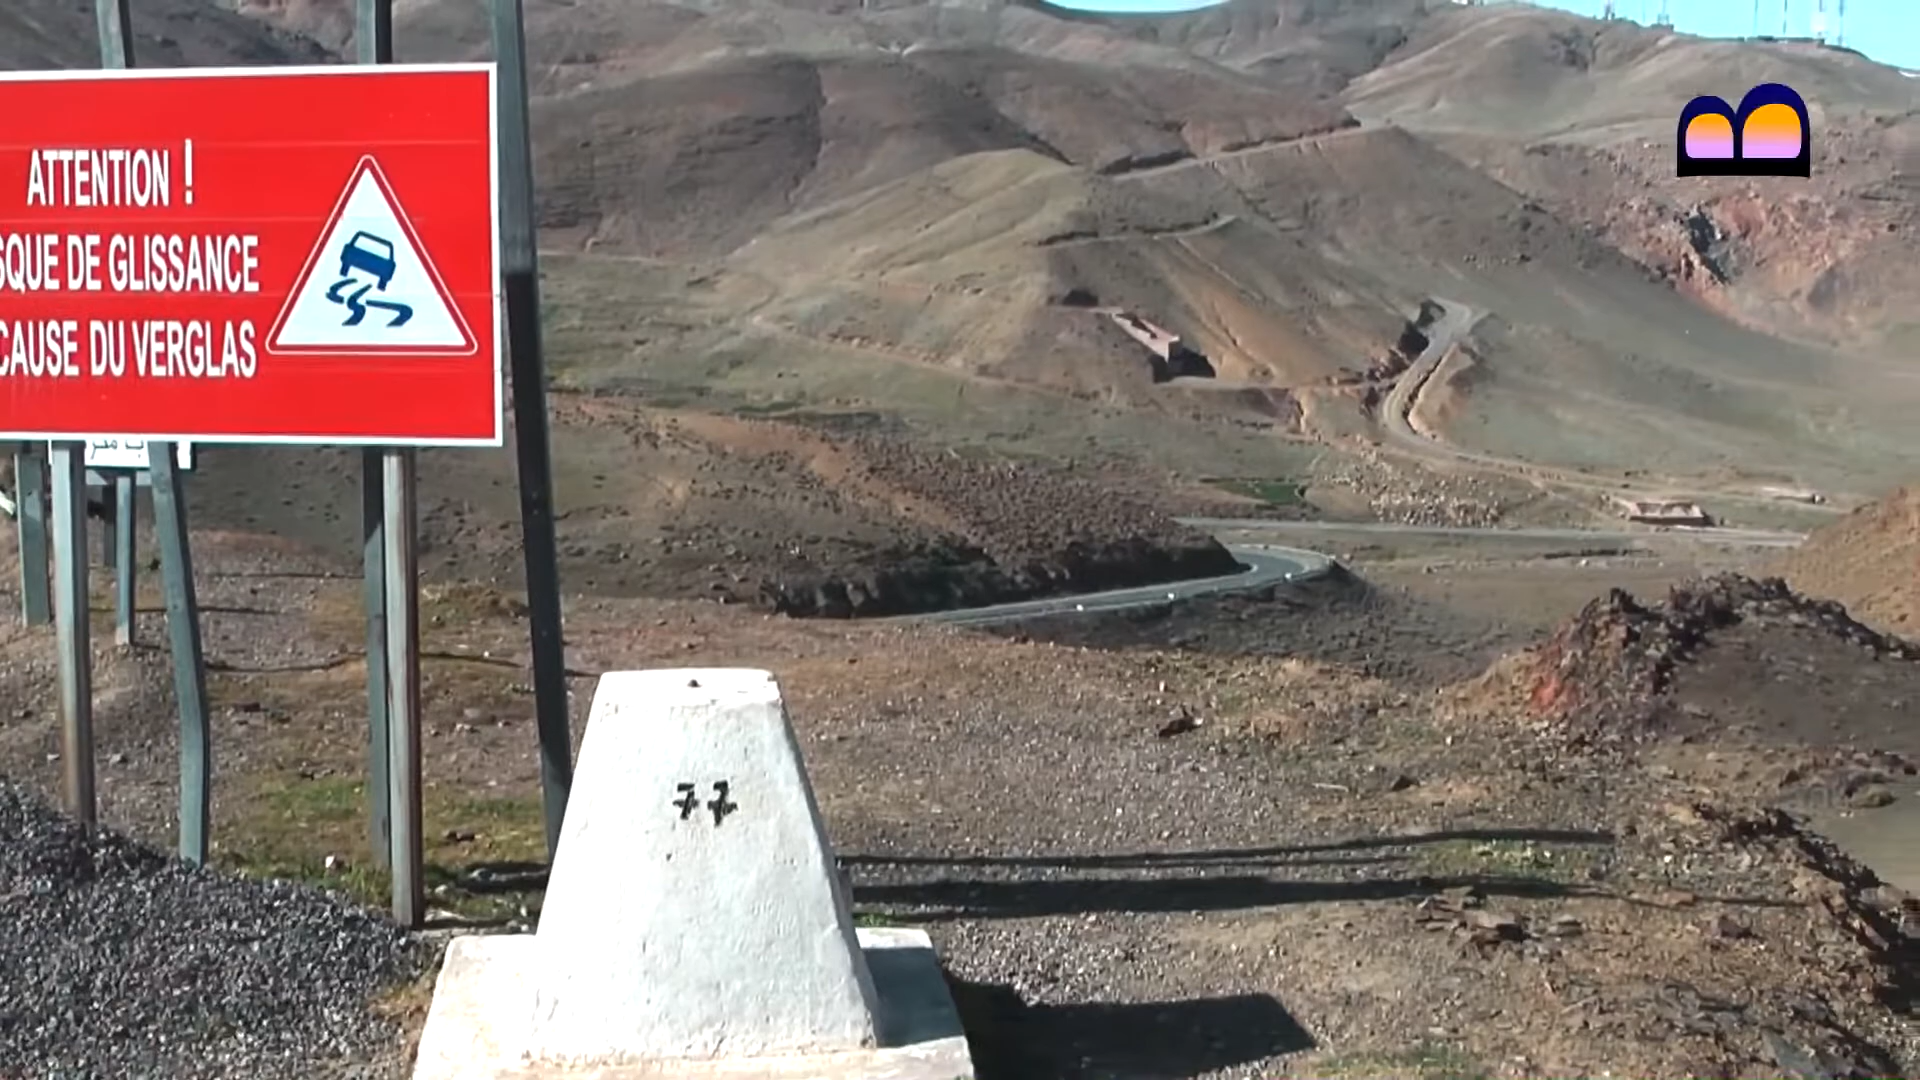 ATTENTION !
SQUE DE GLISSANCE
CAUSE DU VERGLAS
77
B